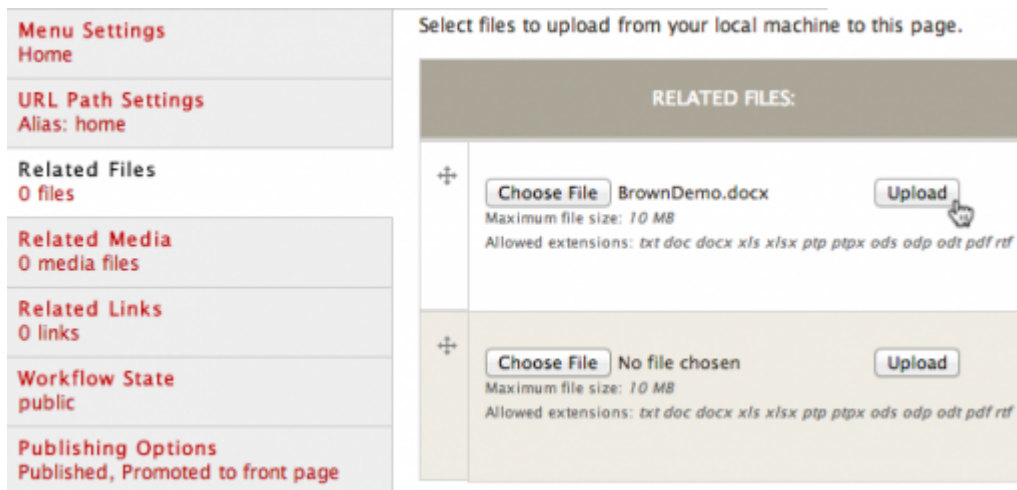 Menu Settings
Home
URL Path Settings
Alias: home
Related Files
0 files
Related Media
0 media files
Related Links
0 links
Workflow State
public
Publishing Options
Published, Promoted to front page
Select files to upload from your local machine to this page.
RELATED FILES:
Choose File BrownDemo.docx Upload
Maximum file size: 10 MB
Allowed extensions: txt doc docx xls xlsx ptp ptpx ods odp odt pdf rtf
Choose File No file chosen Upload
Maximum file size: 10 MB
Allowed extensions: txt doc docx xls xlsx ptp ptpx ods odp odt pdf rtf